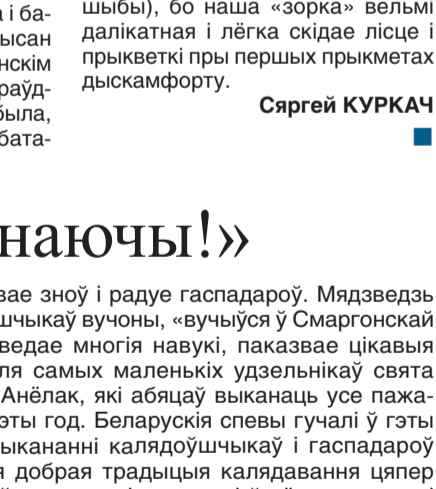 а і ба-
ысан
нскім
раўд-
была,
бата-
шыбы), бо наша «зорка» вельмі
далікатная і лёгка скідае лісце і
прыкветкі пры першых прыкметах
дыскамфорту.
Сяргей КУРКАЧ
наючы!»
вае зноў і радуе гаспадароў. Мядзведзь
шчыкаў вучоны, «вучыўся ў Смаргонскай
ведае многія навукі, паказвае цікавыя
ля самых маленькіх удзельнікаў свята
Анёлак, які абяцаў выканаць усе пажа-
эты год. Беларускія спевы гучалі ў гэты
ыкананні калядоўшчыкаў і гаспадароў
я добрая традыцыя калядавання цяпер